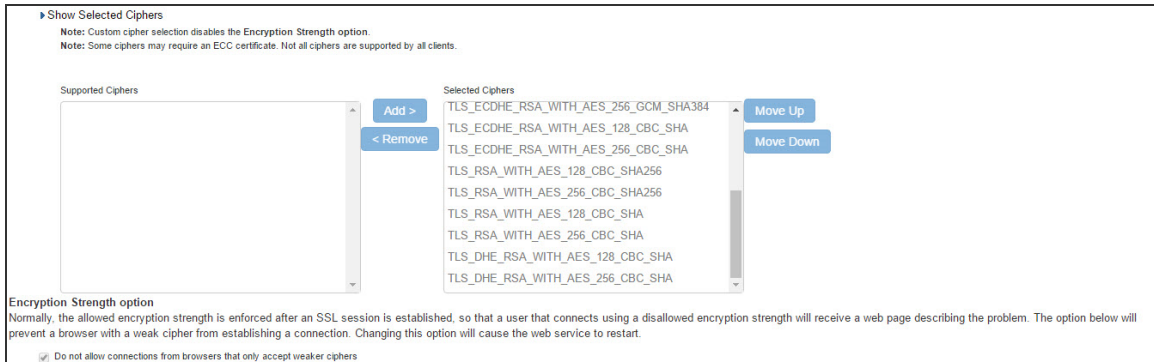 Show Selected Ciphers
Note: Custom cipher selection disables the Encryption Strength option.
Note: Some ciphers may require an ECC certificate. Not all ciphers are supported by all clients.
Supported Ciphers
Add >
< Remove
Selected Ciphers
TLS_ECDHE_RSA_WITH_AES_256_GCM_SHA384
TLS_ECDHE_RSA_WITH_AES_128_CBC_SHA
TLS_ECDHE_RSA_WITH_AES_256_CBC_SHA
TLS_RSA_WITH_AES_128_CBC_SHA256
TLS_RSA_WITH_AES_256_CBC_SHA256
TLS_RSA_WITH_AES_128_CBC_SHA
TLS_RSA_WITH_AES_256_CBC_SHA
TLS_DHE_RSA_WITH_AES_128_CBC_SHA
TLS_DHE_RSA_WITH_AES_256_CBC_SHA
Move Up
Move Down
Encryption Strength option
Normally, the allowed encryption strength is enforced after an SSL session is established, so that a user that connects using a disallowed encryption strength will receive a web page describing the problem. The option below will
prevent a browser with a weak cipher from establishing a connection. Changing this option will cause the web service to restart.
Do not allow connections from browsers that only accept weaker ciphers